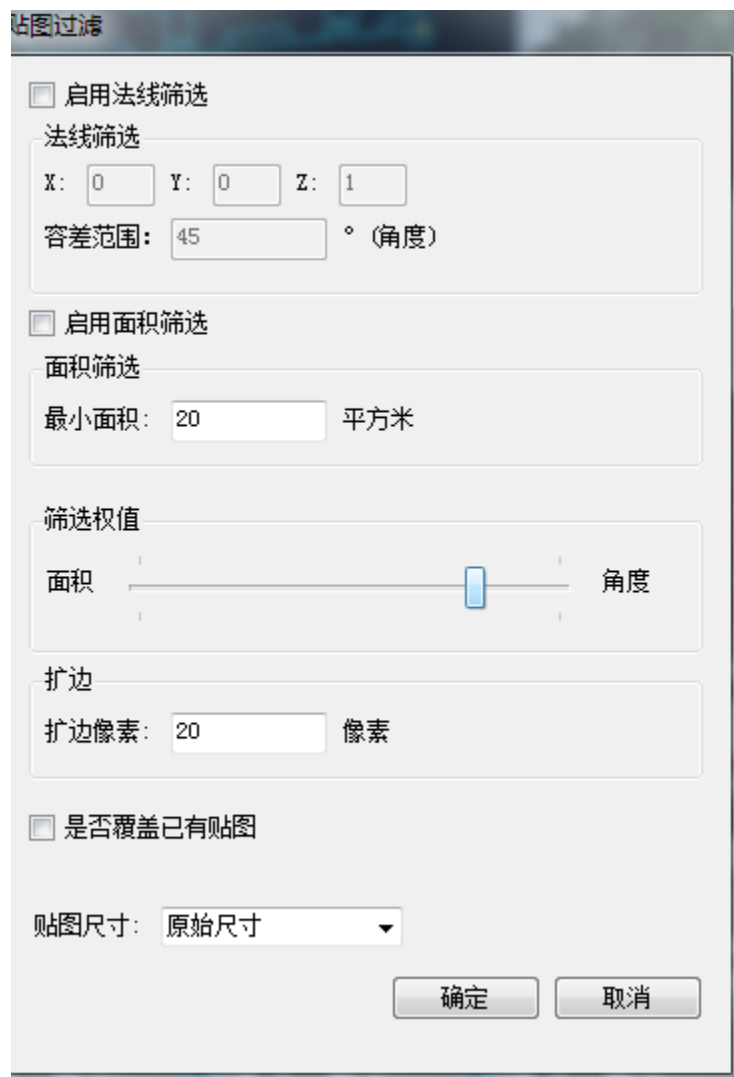 贴图过滤
启用法线筛选
法线筛选
X: 0 Y: 0 Z: 1
容差范围: 45 ° (角度)
启用面积筛选
面积筛选
最小面积: 20 平方米
筛选权值
面积 角度
扩边
扩边像素: 20 像素
是否覆盖已有贴图
贴图尺寸: 原始尺寸
确定 取消